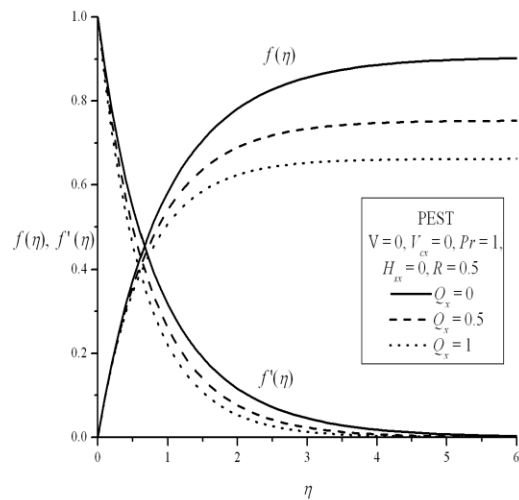 1.0
0.8
0.6
0.4
0.2
0.0
f(η), f'(η)
f(η)
f'(η)
PEST
V = 0, V_cx = 0, Pr = 1,
H_sx = 0, R = 0.5
Q_x = 0
Q_x = 0.5
Q_x = 1
0 1 2 3 4 5 6
η